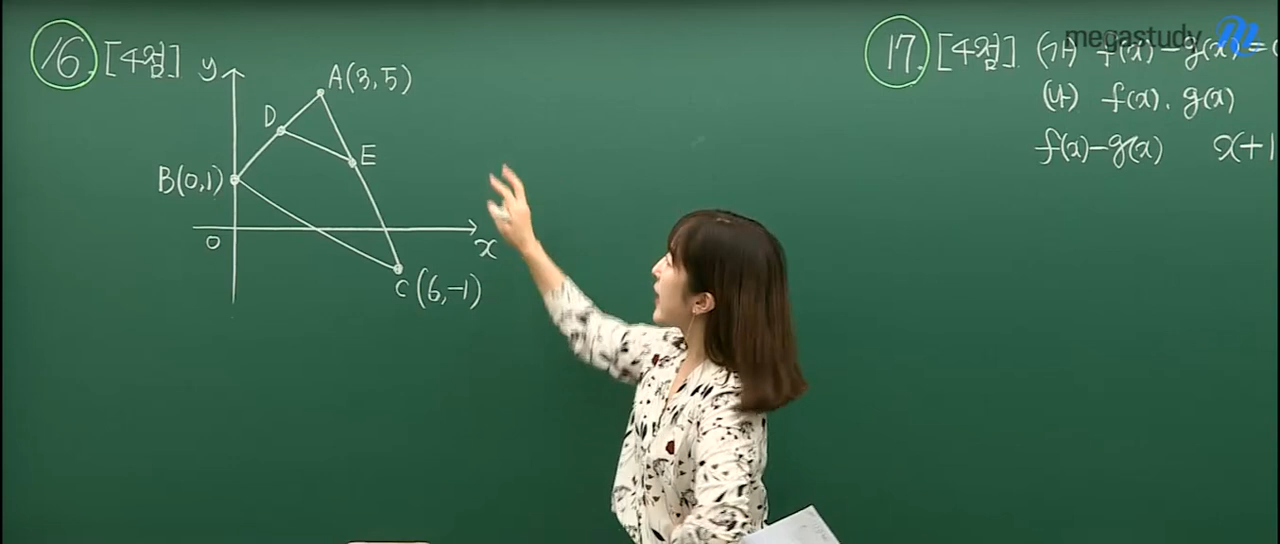 16. [4점]
y
A(3,5)
D
E
B(0,1)
0
x
C(6,-1)
megastudy
17. [4점] (가) f(x)-g(x)=
(나) f(x), g(x)
f(x)-g(x) x+1